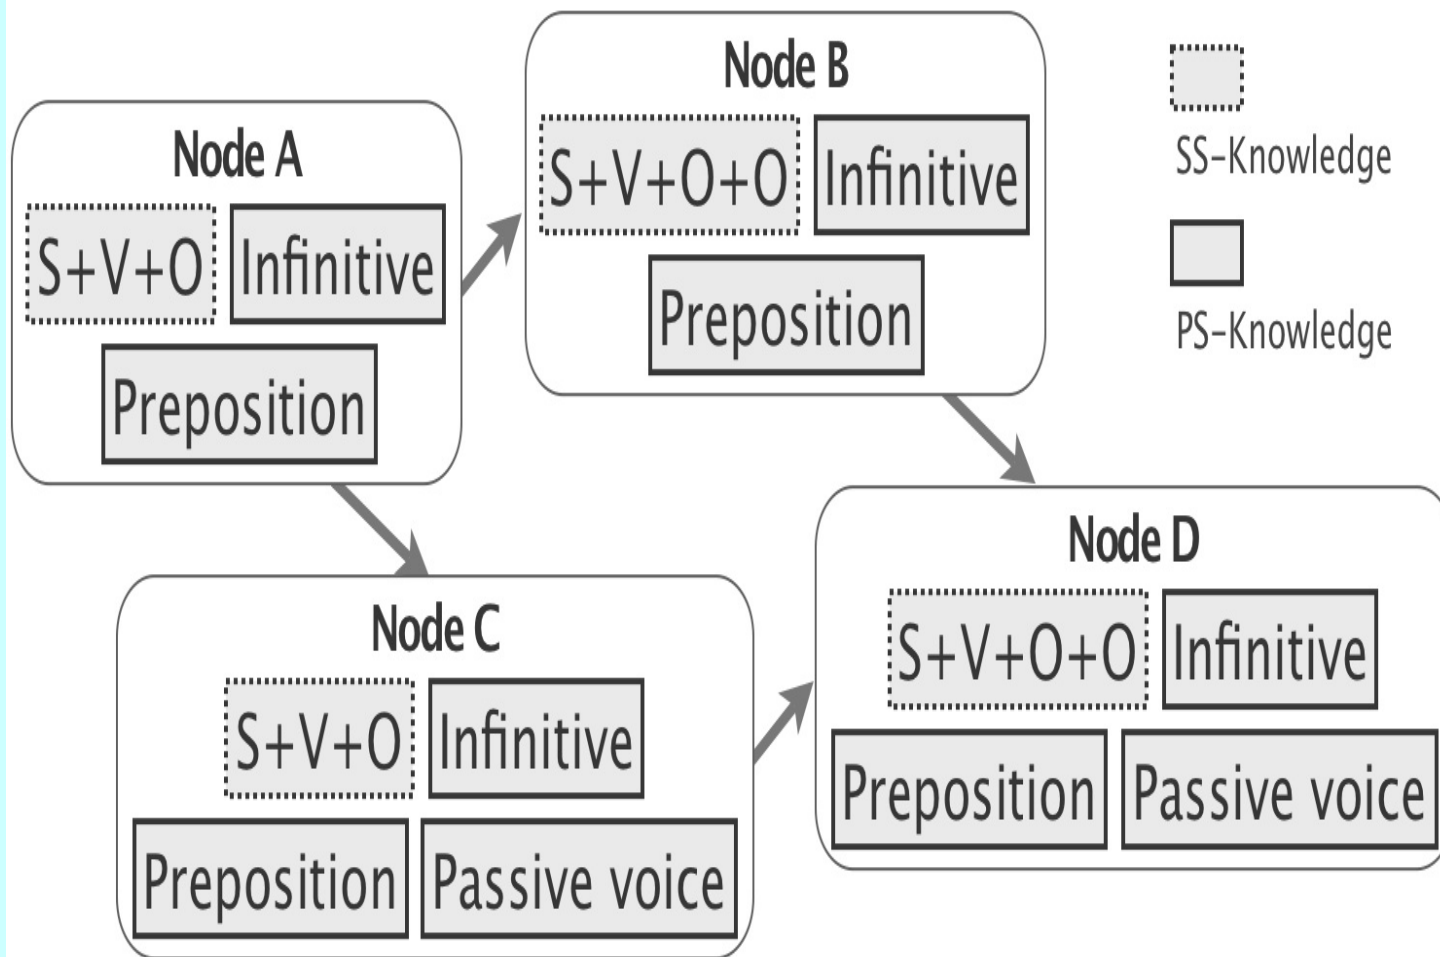 Node A
S+V+O Infinitive
Preposition
Node B
S+V+O+O Infinitive
Preposition
SS-Knowledge
PS-Knowledge
Node C
S+V+O Infinitive
Preposition Passive voice
Node D
S+V+O+O Infinitive
Preposition Passive voice